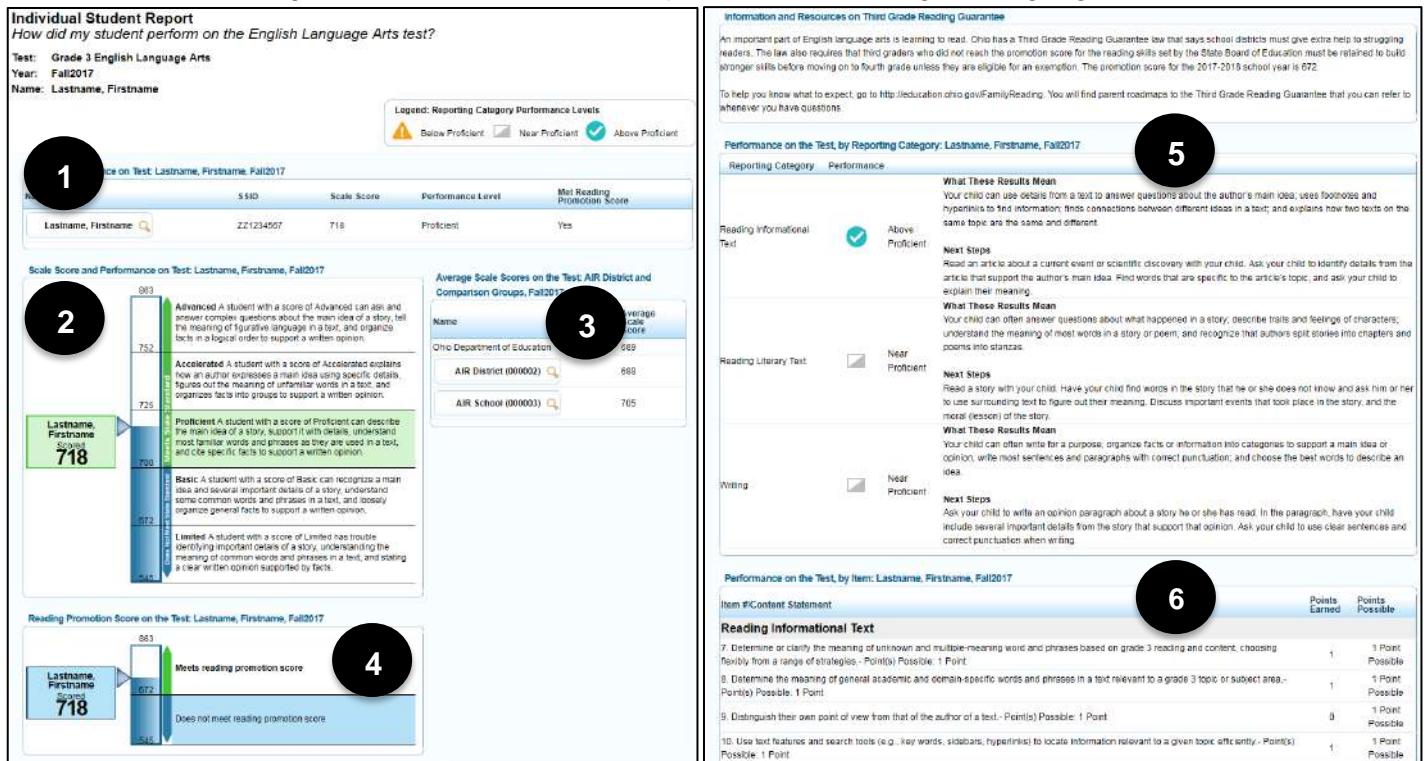 Individual Student Report
How did my student perform on the English Language Arts test?
Test: Grade 3 English Language Arts
Year: Fall2017
Name: Lastname, Firstname
Legend: Reporting Category Performance Levels
Below Proficient Near Proficient Above Proficient
1
ce on Test: Lastname, Firstname, Fall2017
SSID Scale Score Performance Level Met Reading
Promotion Score
Lastname, Firstname ZZ1234567 718 Proficient Yes
Scale Score and Performance on Test: Lastname, Firstname, Fall2017
2
863
Advanced A student with a score of Advanced can ask and
answer complex questions about the main idea of a story, tell
the meaning of figurative language in a text, and organize
facts in a logical order to support a written opinion.
752
Accelerated A student with a score of Accelerated explains
how an author expresses a main idea using specific details,
figures out the meaning of unfamiliar words in a text, and
organizes facts into groups to support a written opinion.
725
Lastname,
Firstname
Scored
718
Proficient A student with a score of Proficient can describe
the main idea of a story, support it with details, understand
most familiar words and phrases as they are used in a text,
and cite specific facts to support a written opinion.
700
Basic A student with a score of Basic can recognize a main
idea and several important details of a story, understand
some common words and phrases in a text, and loosely
organize general facts to support a written opinion.
672
Limited A student with a score of Limited has trouble
identifying important details of a story, understanding the
meaning of common words and phrases in a text, and stating
a clear written opinion supported by facts.
545
Average Scale Scores on the Test: AIR District and
Comparison Groups, Fall2017
3
Name Average
Scale
Score
Ohio Department of Education 689
AIR District (000002) 688
AIR School (000003) 705
Reading Promotion Score on the Test: Lastname, Firstname, Fall2017
4
863
Meets reading promotion score
Lastname,
Firstname
Scored
718
672
Does not meet reading promotion score
545
Information and Resources on Third Grade Reading Guarantee
An important part of English language arts is learning to read. Ohio has a Third Grade Reading Guarantee law that says school districts must give extra help to struggling
readers. The law also requires that third graders who did not reach the promotion score for the reading skills set by the State Board of Education must be retained to build
stronger skills before moving on to fourth grade unless they are eligible for an exemption. The promotion score for the 2017-2018 school year is 672.
To help you know what to expect, go to http://education.ohio.gov/FamilyReading. You will find parent roadmaps to the Third Grade Reading Guarantee that you can refer to
whenever you have questions.
Performance on the Test, by Reporting Category: Lastname, Firstname, Fall2017
5
Reporting Category Performance
What These Results Mean
Your child can use details from a text to answer questions about the author's main idea; uses footnotes and
hyperlinks to find information; finds connections between different ideas in a text; and explains how two texts on the
same topic are the same and different.
Reading Informational
Text
Above
Proficient
Next Steps
Read an article about a current event or scientific discovery with your child. Ask your child to identify details from the
article that support the author's main idea. Find words that are specific to the article's topic, and ask your child to
explain their meaning.
What These Results Mean
Your child can often answer questions about what happened in a story; describe traits and feelings of characters;
understand the meaning of most words in a story or poem; and recognize that authors split stories into chapters and
poems into stanzas.
Reading Literary Text
Near
Proficient
Next Steps
Read a story with your child. Have your child find words in the story that he or she does not know and ask him or her
to use surrounding text to figure out their meaning. Discuss important events that took place in the story, and the
moral (lesson) of the story.
What These Results Mean
Your child can often write for a purpose; organize facts or information into categories to support a main idea or
opinion; write most sentences and paragraphs with correct punctuation; and choose the best words to describe an
idea.
Writing
Near
Proficient
Next Steps
Ask your child to write an opinion paragraph about a story he or she has read. In the paragraph, have your child
include several important details from the story that support that opinion. Ask your child to use clear sentences and
correct punctuation when writing.
Performance on the Test, by Item: Lastname, Firstname, Fall2017
6
Item #\Content Statement Points
Earned Points
Possible
Reading Informational Text
7. Determine or clarify the meaning of unknown and multiple-meaning word and phrases based on grade 3 reading and content, choosing
flexibly from a range of strategies.- Point(s) Possible: 1 Point 1 1 Point
Possible
8. Determine the meaning of general academic and domain-specific words and phrases in a text relevant to a grade 3 topic or subject area.-
Point(s) Possible: 1 Point 1 1 Point
Possible
9. Distinguish their own point of view from that of the author of a text.- Point(s) Possible: 1 Point 0 1 Point
Possible
10. Use text features and search tools (e.g., key words, sidebars, hyperlinks) to locate information relevant to a given topic efficiently.- Point(s)
Possible: 1 Point 1 1 Point
Possible